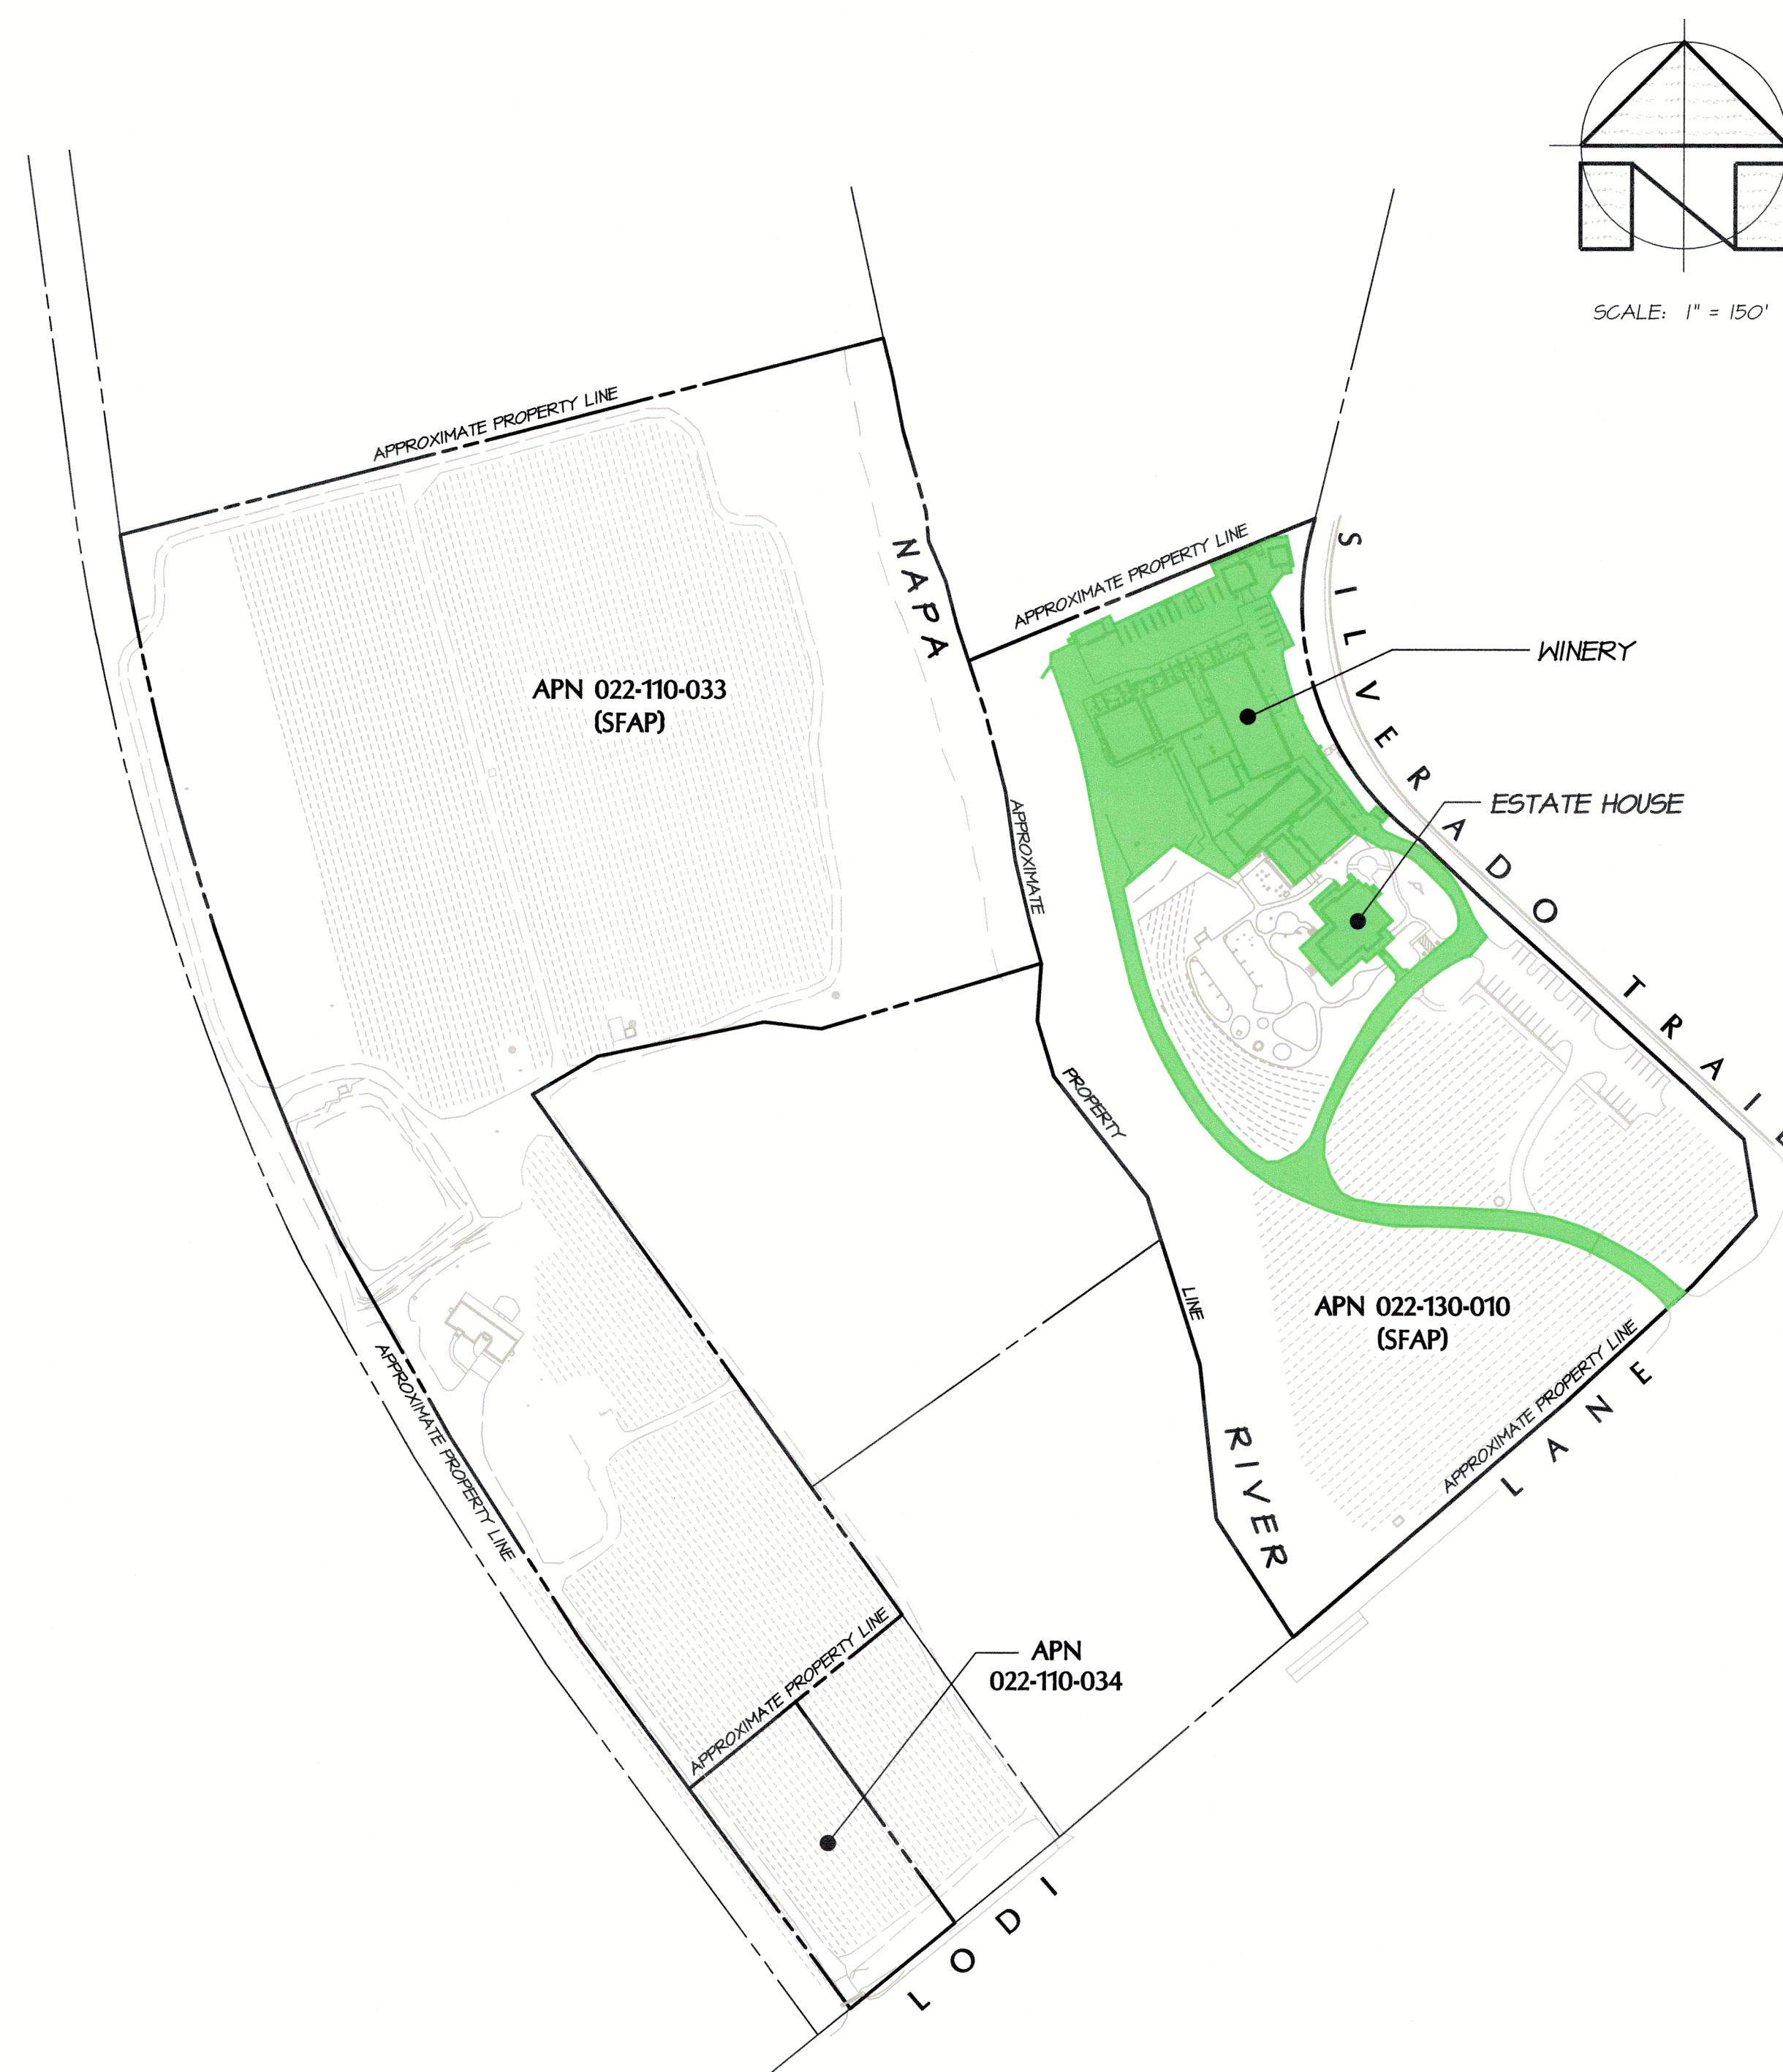 N
SCALE: 1" = 150'
APPROXIMATE PROPERTY LINE
NAPA
APPROXIMATE PROPERTY LINE
SILVERADO TRAIL
WINERY
APN 022-110-033
(SFAP)
ESTATE HOUSE
APPROXIMATE
PROPERTY
LINE
RIVER
APN 022-130-010
(SFAP)
APPROXIMATE PROPERTY LINE
APPROXIMATE PROPERTY LINE
APPROXIMATE PROPERTY LINE
APN
022-110-034
LODI LANE